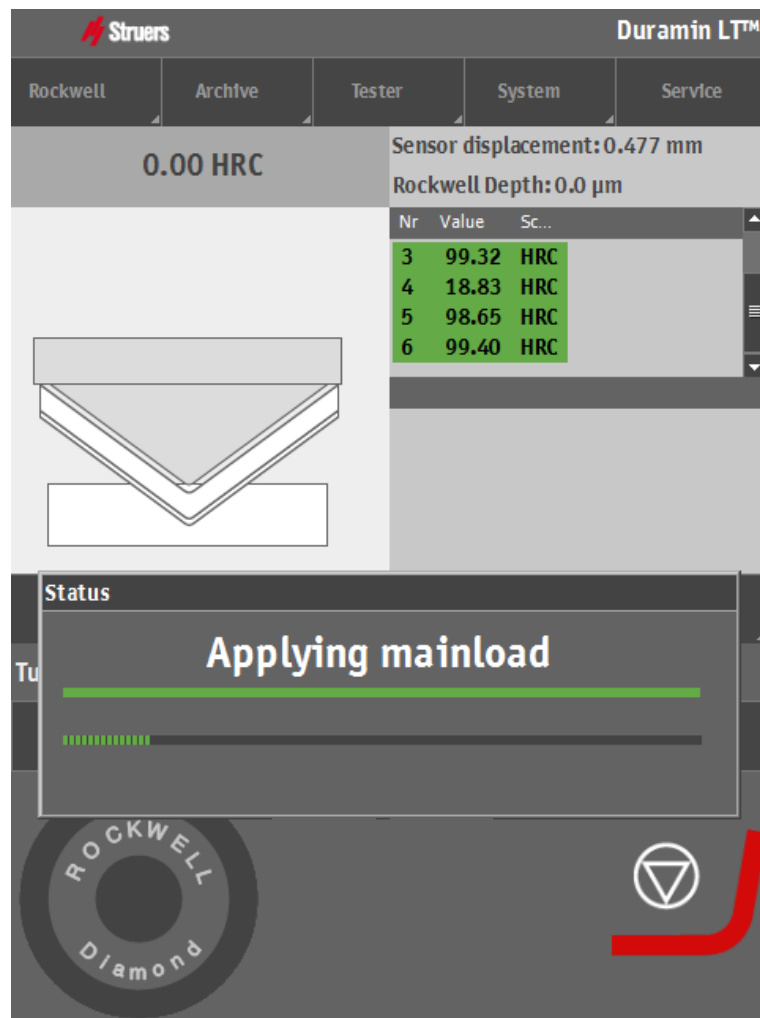 Struers
Duramin LT™
Rockwell Archive Tester System Service
0.00 HRC
Sensor displacement: 0.477 mm
Rockwell Depth: 0.0 µm
Nr Value Sc...
3 99.32 HRC
4 18.83 HRC
5 98.65 HRC
6 99.40 HRC
Status
Applying mainload
Tu
ROCKWELL
Diamond